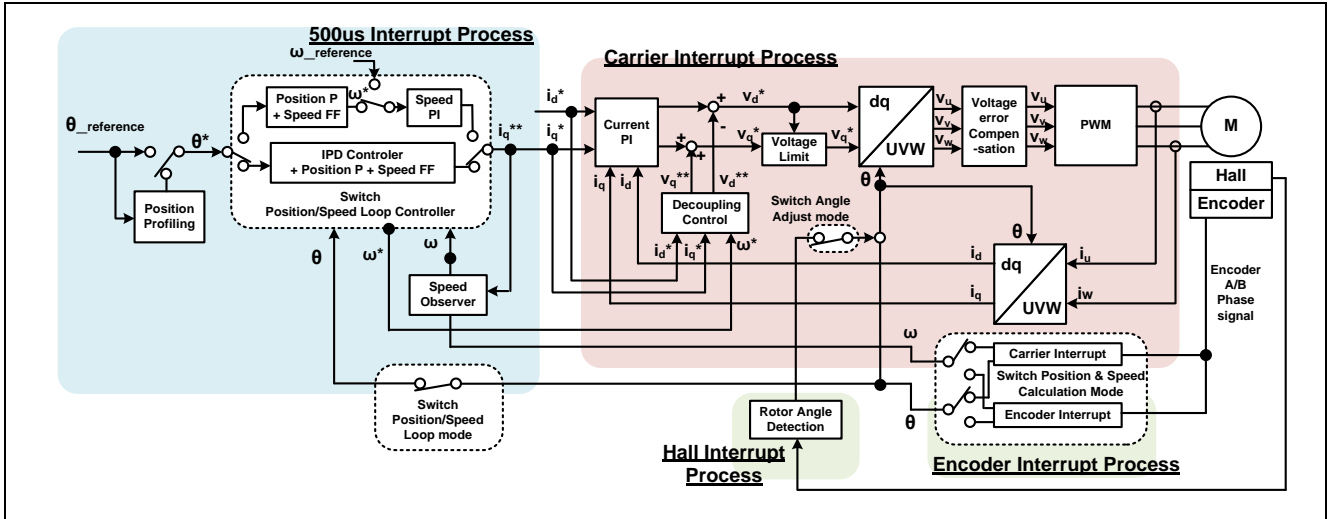 500us Interrupt Process
ω_reference
Position P
+ Speed FF
ω*
Speed
PI
θ_reference
θ*
IPD Controler
+ Position P + Speed FF
Switch
Position/Speed Loop Controller
Position
Profiling
iq**
iq*
id*
θ
ω*
ω
Speed
Observer
Switch
Position/Speed
Loop mode
Carrier Interrupt Process
Current
PI
iq
id
+
-
+
+
vd*
vq*
Voltage
Limit
vq*
vq**
vd**
Decoupling
Control
id*
iq*
ω*
Switch Angle
Adjust mode
dq
UVW
θ
vu
vv
vw
Voltage
error
Compen
-sation
vu
vv
vw
PWM
M
Hall
Encoder
θ
dq
UVW
id
iq
iu
iw
Encoder
A/B
Phase
signal
ω
θ
Carrier Interrupt
Switch Position & Speed
Calculation Mode
Encoder Interrupt
Rotor Angle
Detection
Hall Interrupt
Process
Encoder Interrupt Process